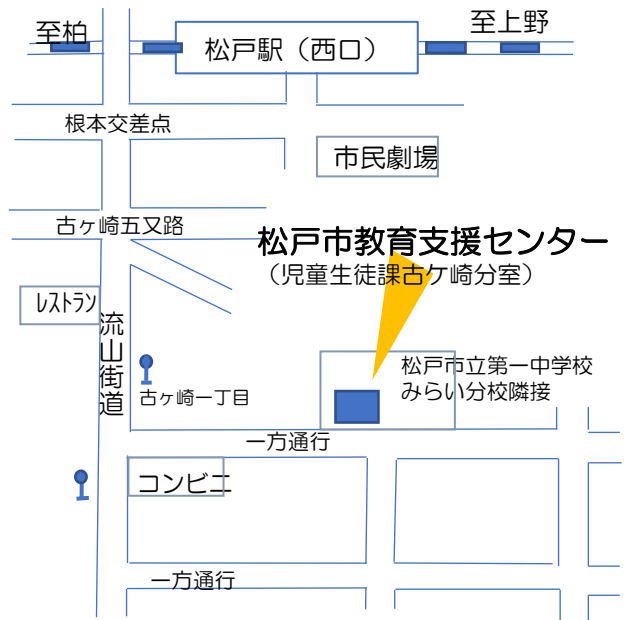 至柏
松戸駅（西口）
至上野
根本交差点
市民劇場
古ヶ崎五又路
松戸市教育支援センター
（児童生徒課古ケ崎分室）
レストラン
流山街道
松戸市立第一中学校
みらい分校隣接
古ヶ崎一丁目
一方通行
コンビニ
一方通行